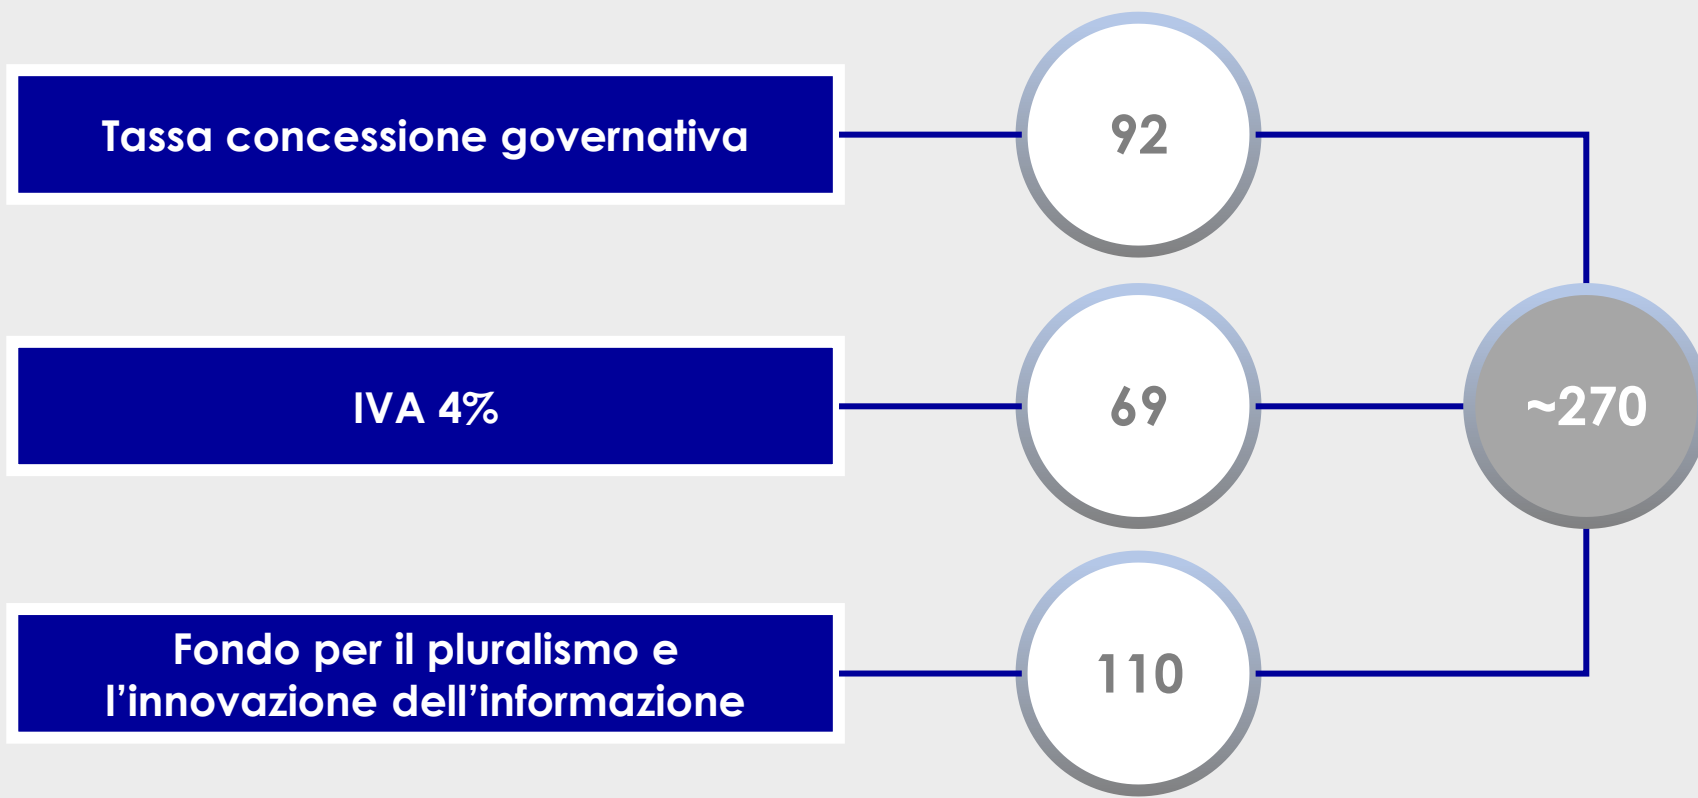 Tassa concessione governativa
92
IVA 4%
69
~270
Fondo per il pluralismo e
l’innovazione dell’informazione
110